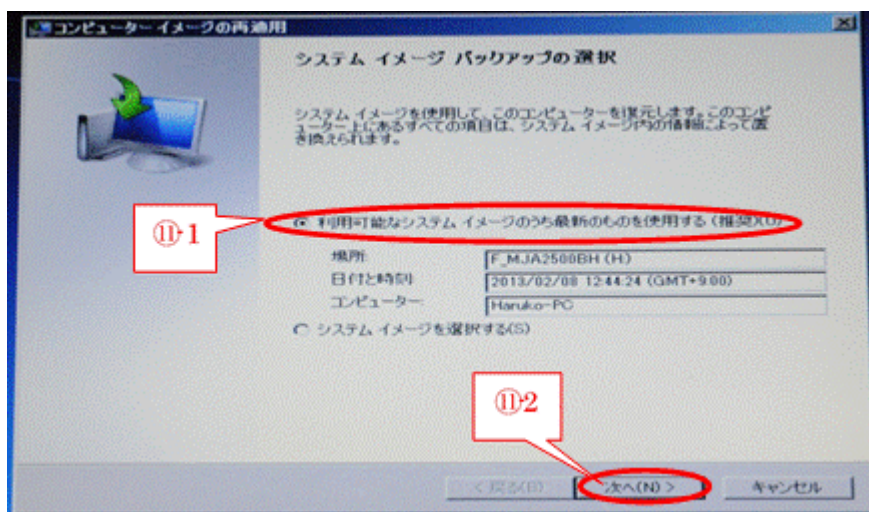 コンピューター イメージの再適用
システム イメージ バックアップの選択
システム イメージを使用して、このコンピューターを復元します。このコンピ
ューター上にあるすべての項目は、システム イメージ内の情報によって置
き換えられます。
⑪-1
利用可能なシステム イメージのうち最新のものを使用する (推奨)(U)
場所:
F_MJA2500BH (H:)
日付と時刻:
2013/02/08 12:44:24 (GMT+9:00)
コンピューター:
Haruko-PC
システム イメージを選択する(S)
⑪-2
< 戻る(B)
次へ(N) >
キャンセル